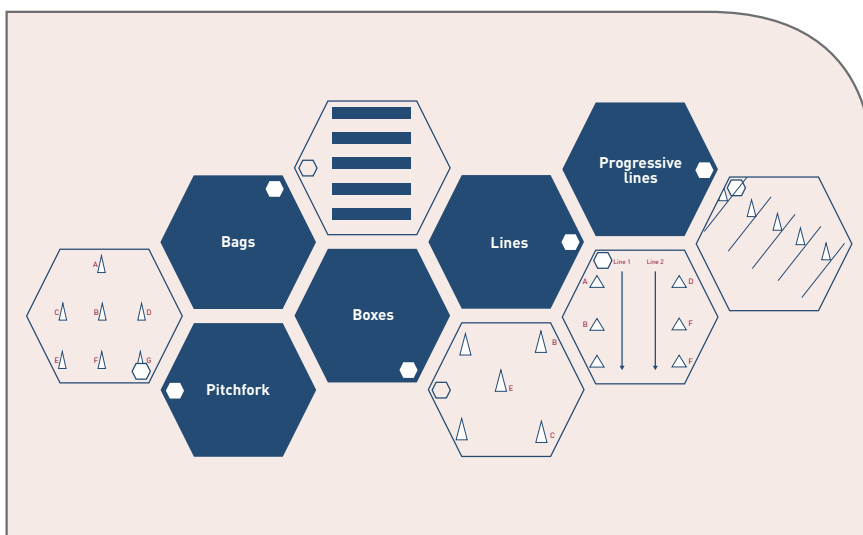 Progressive
lines
Bags
Lines
Boxes
Pitchfork
A
C
B
D
E
F
G
B
E
C
Line 1
Line 2
A
D
B
F
F